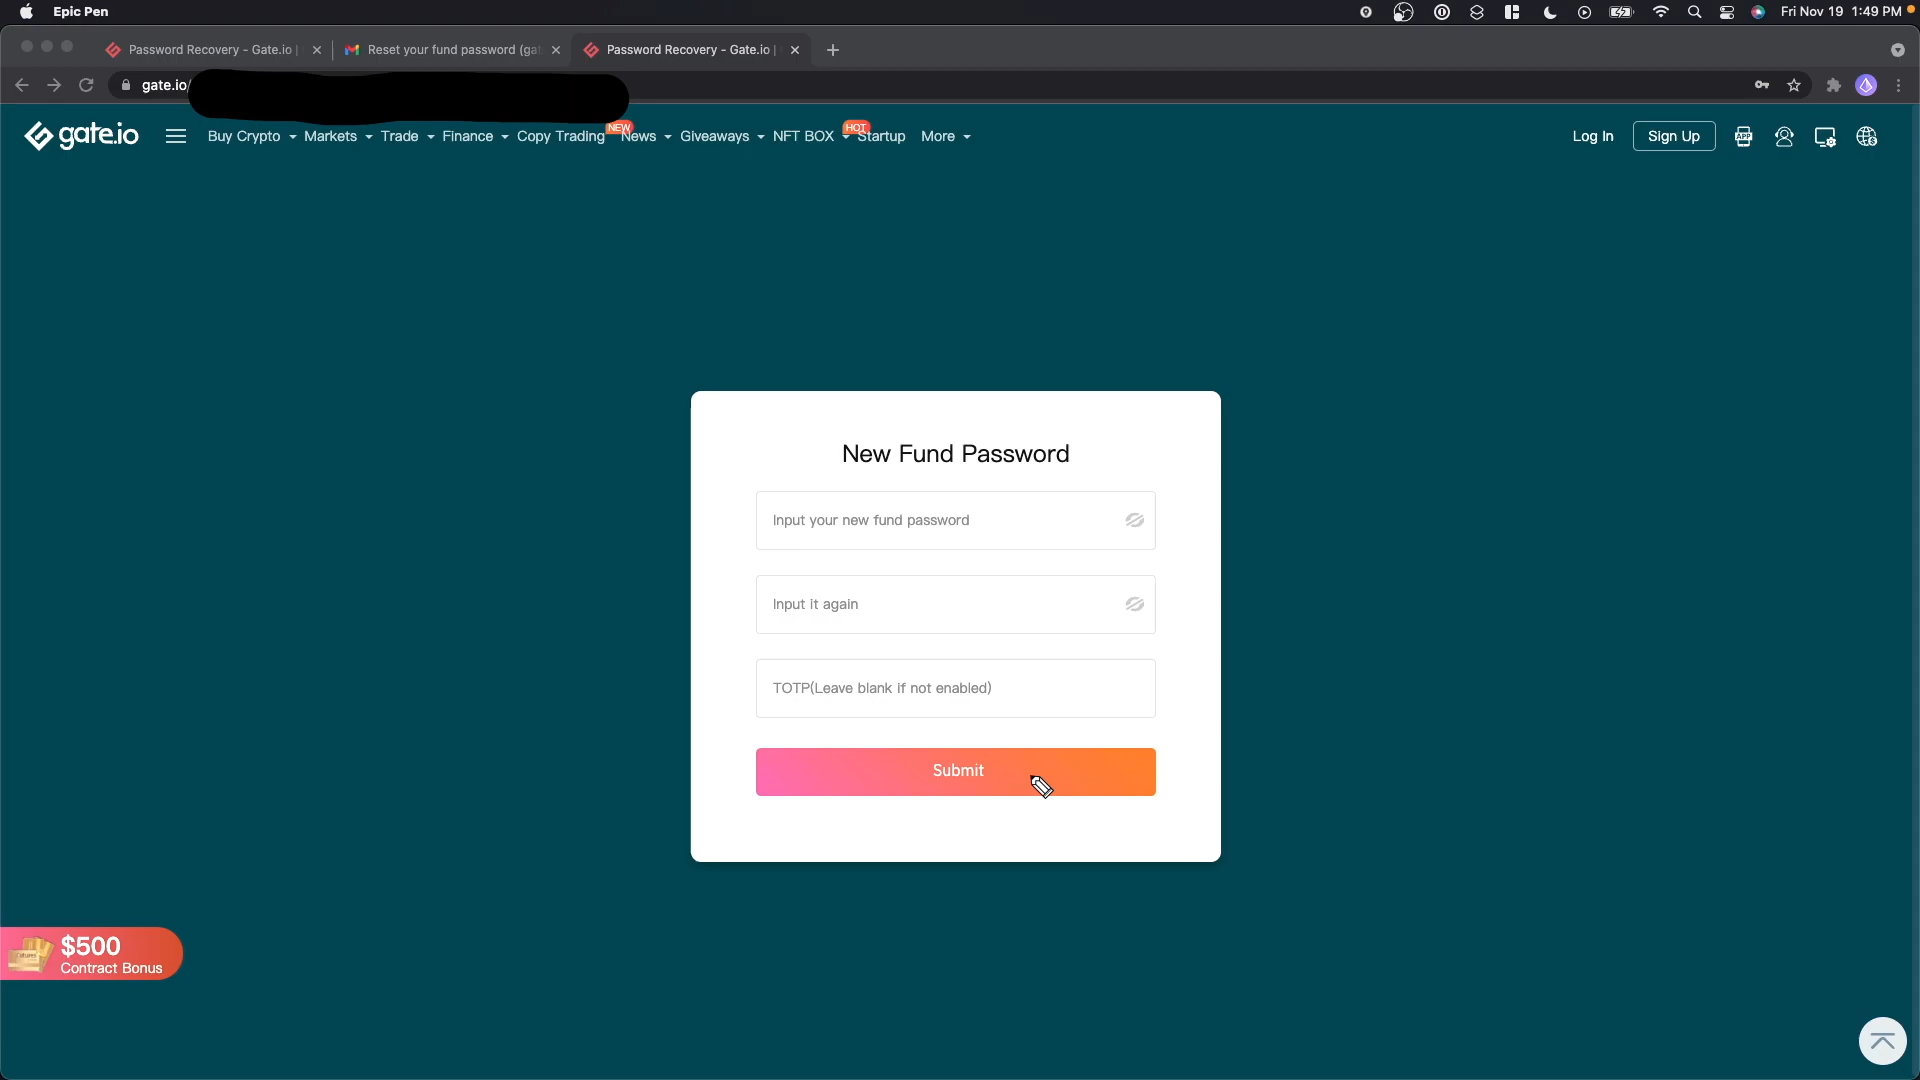 Epic Pen
Fri Nov 19 1:49 PM
Password Recovery - Gate.io |
Reset your fund password (gat
Password Recovery - Gate.io |
gate.io/
gate.io
Buy Crypto
Markets
Trade
Finance
Copy Trading
NEW
News
Giveaways
NFT BOX
HOT
Startup
More
Log In
Sign Up
APP
New Fund Password
Input your new fund password
Input it again
TOTP(Leave blank if not enabled)
Submit
$500
Contract Bonus